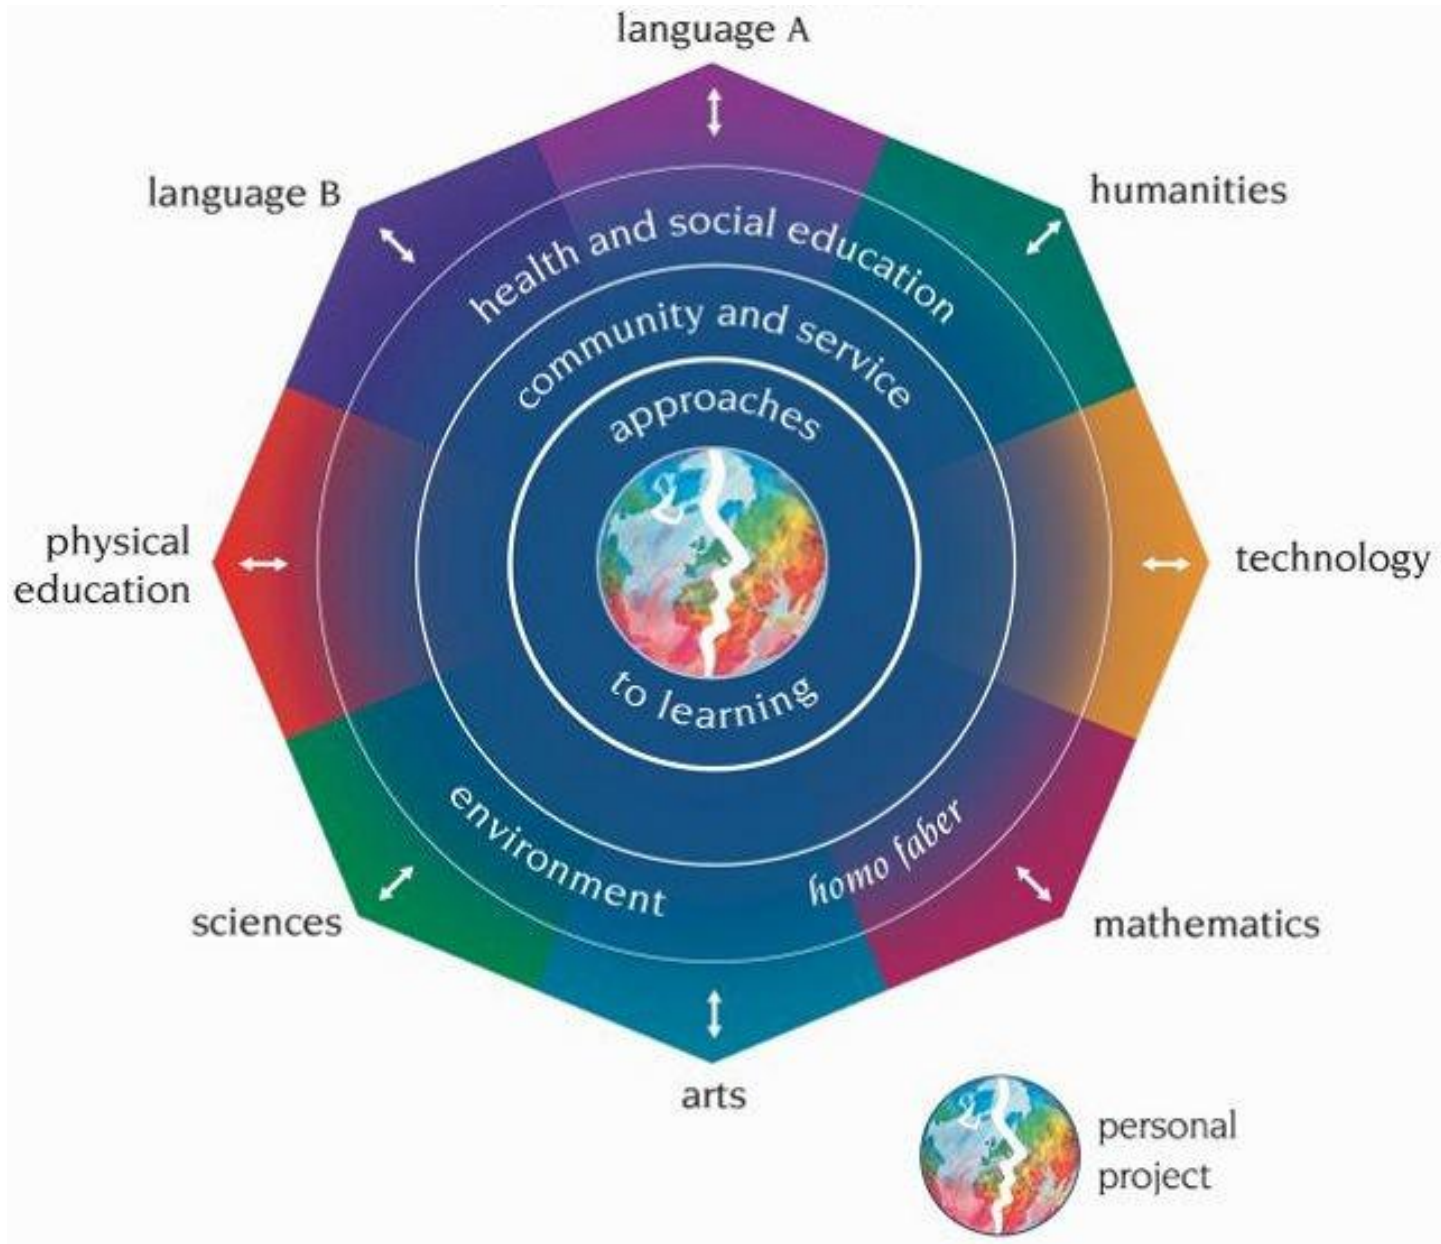 language A
language B
humanities
health and social education
community and service
approaches
physical
education
technology
to learning
environment
homo faber
sciences
mathematics
arts
personal
project